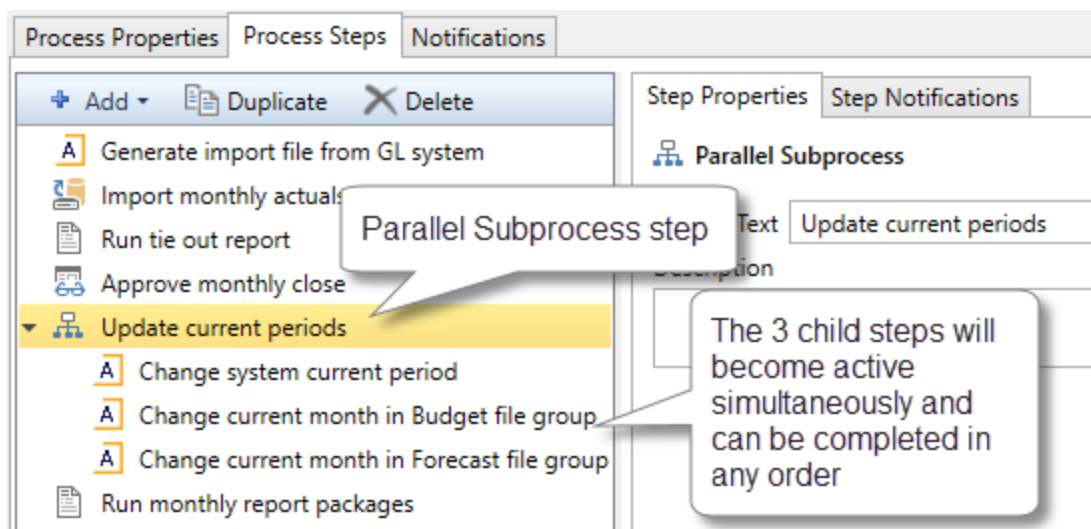 Process Properties Process Steps Notifications
Add Duplicate Delete
Step Properties Step Notifications
A Generate import file from GL system
Parallel Subprocess
Import monthly actuals
Parallel Subprocess step
Text Update current periods
Run tie out report
Description
Approve monthly close
Update current periods
The 3 child steps will
become active
simultaneously and
can be completed in
any order
A Change system current period
A Change current month in Budget file group
A Change current month in Forecast file group
Run monthly report packages